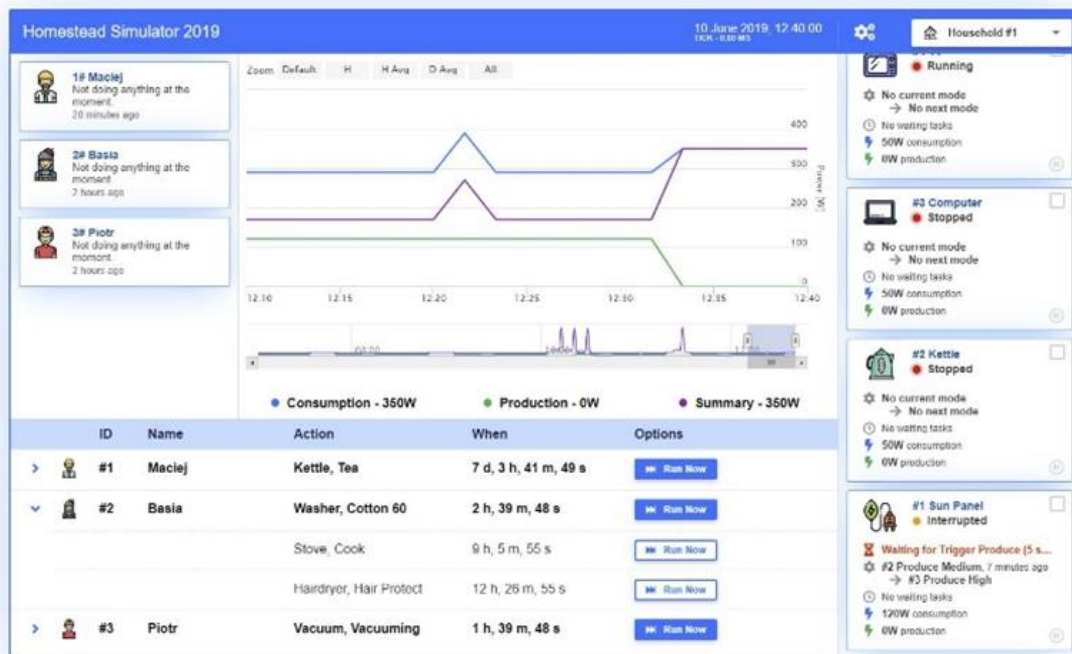 Homestead Simulator 2019
10 June 2019, 12.40.00
Household #1
1# Maciej
Not doing anything at the
moment.
20 minutes ago
2# Basia
Not doing anything at the
moment
2 hours ago
3# Piotr
Not doing anything at the
moment.
2 hours ago
Zoom Default H H Avg D Avg All
400
300
200
100
0
Power [W]
12:10 12:15 12:20 12:25 12:30 12:35 12:40
Consumption - 350W Production - 0W Summary - 350W
ID Name Action When Options
#1 Maciej Kettle, Tea 7 d, 3 h, 41 m, 49 s Run Now
#2 Basia Washer, Cotton 60 2 h, 39 m, 48 s Run Now
Stove, Cook 9 h, 5 m, 55 s Run Now
Hairdryer, Hair Protect 12 h, 26 m, 55 s Run Now
#3 Piotr Vacuum, Vacuuming 1 h, 39 m, 48 s Run Now
Running
No current mode
→ No next mode
No waiting tasks
50W consumption
0W production
#3 Computer
Stopped
No current mode
→ No next mode
No waiting tasks
50W consumption
0W production
#2 Kettle
Stopped
No current mode
→ No next mode
No waiting tasks
50W consumption
0W production
#1 Sun Panel
Interrupted
Waiting for Trigger Produce (5 s...
#2 Produce Medium, 7 minutes ago
→ #3 Produce High
No waiting tasks
120W consumption
0W production